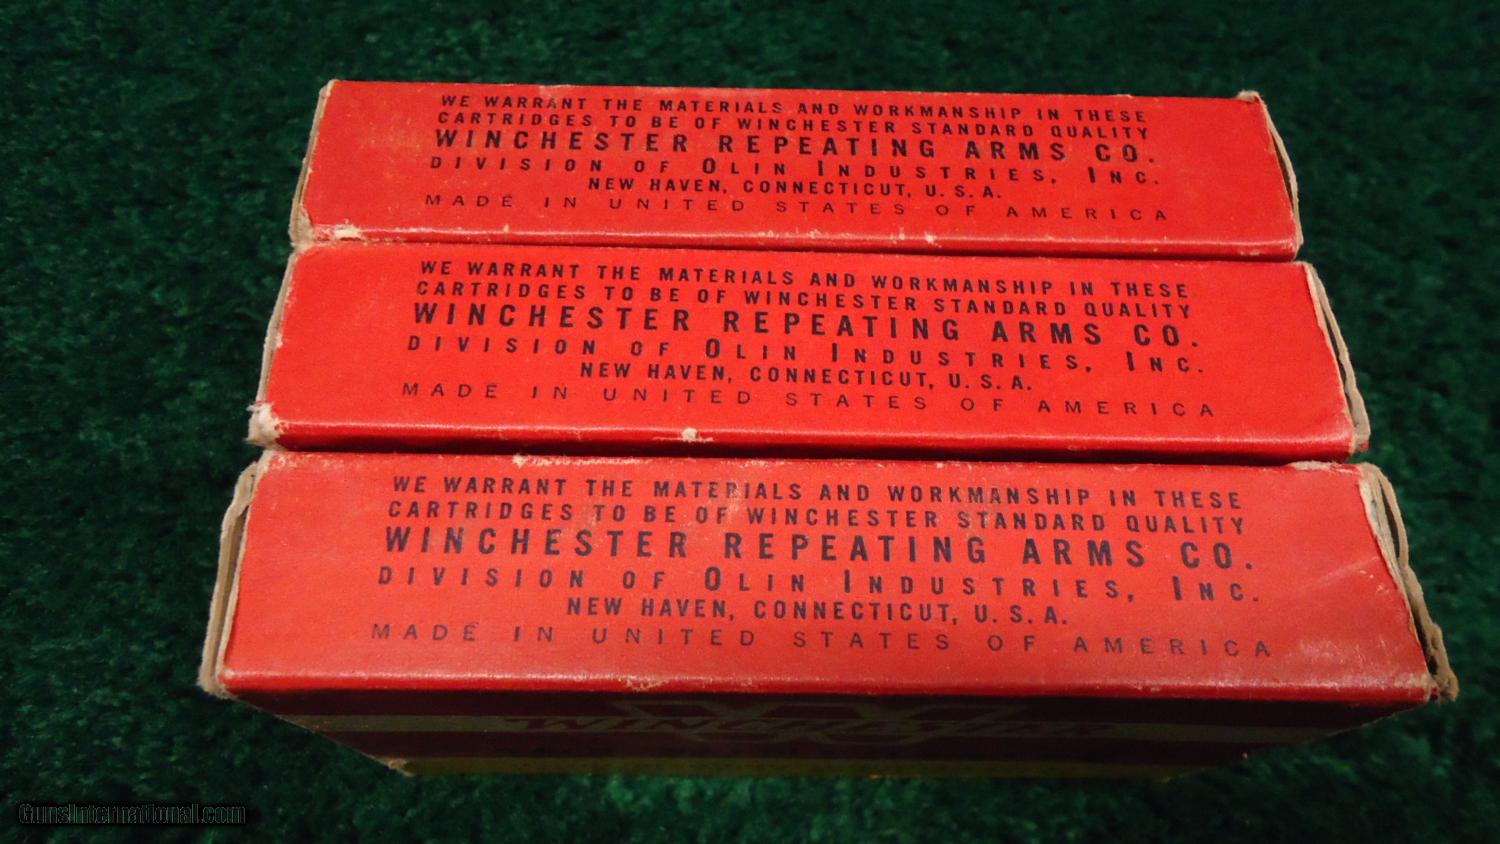 WE WARRANT THE MATERIALS AND WORKMANSHIP IN THESE
CARTRIDGES TO BE OF WINCHESTER STANDARD QUALITY
WINCHESTER REPEATING ARMS CO.
DIVISION OF OLIN INDUSTRIES, INC.
NEW HAVEN, CONNECTICUT, U.S.A.
MADE IN UNITED STATES OF AMERICA
WE WARRANT THE MATERIALS AND WORKMANSHIP IN THESE
CARTRIDGES TO BE OF WINCHESTER STANDARD QUALITY
WINCHESTER REPEATING ARMS CO.
DIVISION OF OLIN INDUSTRIES, INC.
NEW HAVEN, CONNECTICUT, U.S.A.
MADE IN UNITED STATES OF AMERICA
WE WARRANT THE MATERIALS AND WORKMANSHIP IN THESE
CARTRIDGES TO BE OF WINCHESTER STANDARD QUALITY
WINCHESTER REPEATING ARMS CO.
DIVISION OF OLIN INDUSTRIES, INC.
NEW HAVEN, CONNECTICUT, U.S.A.
MADE IN UNITED STATES OF AMERICA
WINCHESTER
GunsInternational.com